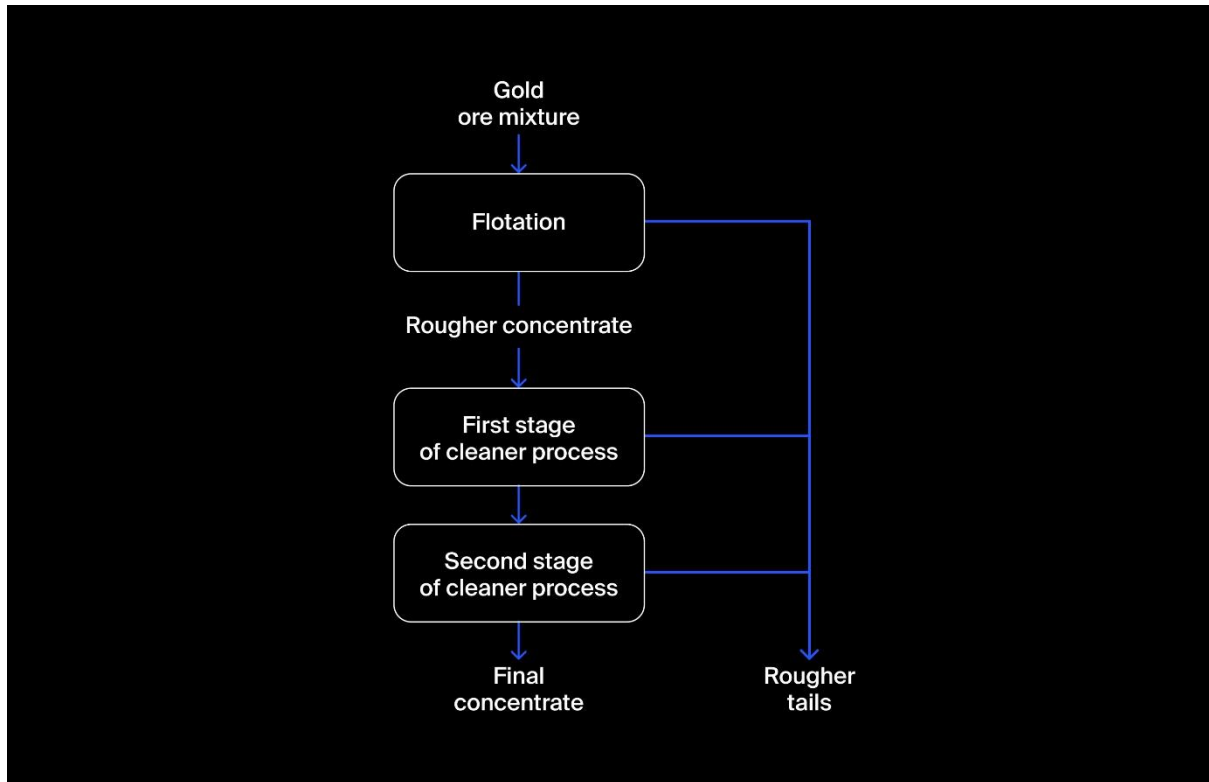 Gold
ore mixture
Flotation
Rougher concentrate
First stage
of cleaner process
Second stage
of cleaner process
Final
concentrate
Rougher
tails